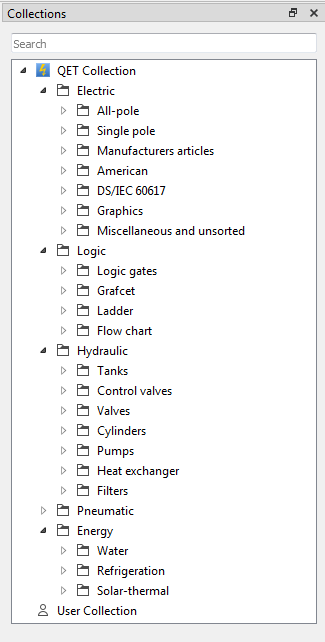 Collections
Search
QET Collection
Electric
All-pole
Single pole
Manufacturers articles
American
DS/IEC 60617
Graphics
Miscellaneous and unsorted
Logic
Logic gates
Grafcet
Ladder
Flow chart
Hydraulic
Tanks
Control valves
Valves
Cylinders
Pumps
Heat exchanger
Filters
Pneumatic
Energy
Water
Refrigeration
Solar-thermal
User Collection